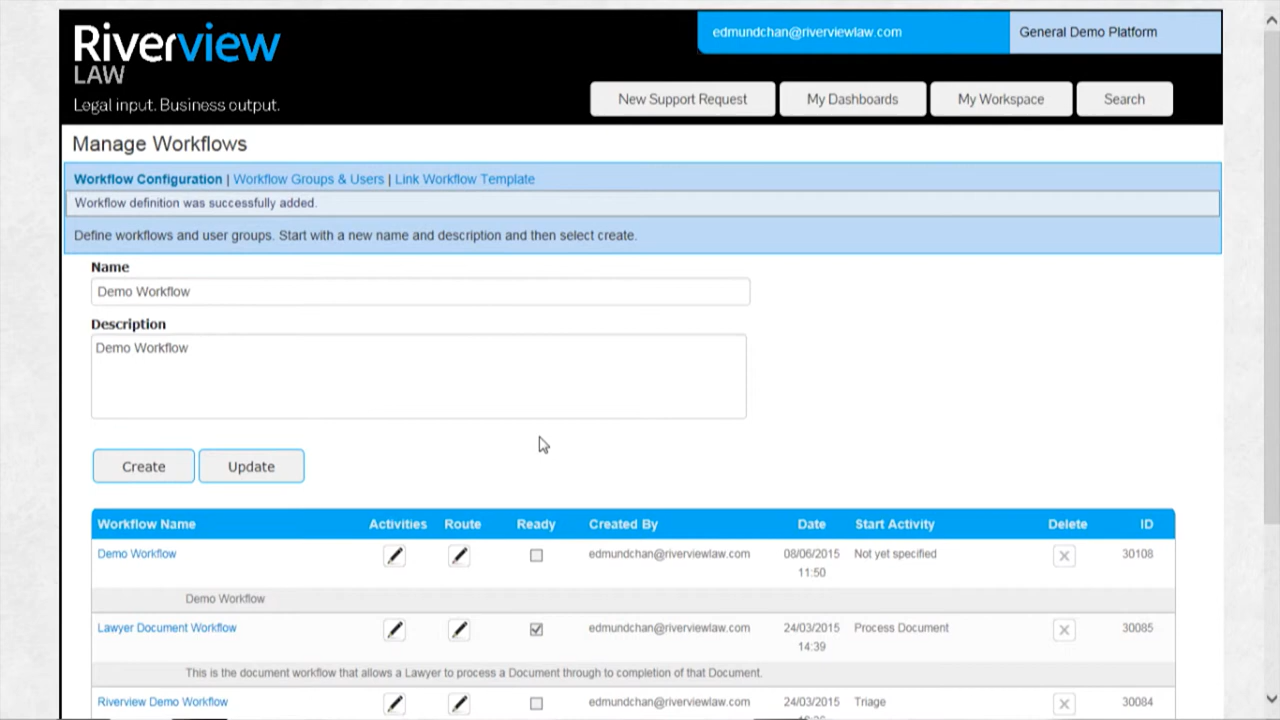 Riverview
LAW
Legal input. Business output.
edmundchan@riverviewlaw.com
General Demo Platform
New Support Request
My Dashboards
My Workspace
Search
Manage Workflows
Workflow Configuration | Workflow Groups & Users | Link Workflow Template
Workflow definition was successfully added.
Define workflows and user groups. Start with a new name and description and then select create.
Name
Demo Workflow
Description
Demo Workflow
Create
Update
Workflow Name Activities Route Ready Created By Date Start Activity Delete ID
Demo Workflow edmundchan@riverviewlaw.com 08/06/2015 Not yet specified 30108
11:50
Demo Workflow
Lawyer Document Workflow edmundchan@riverviewlaw.com 24/03/2015 Process Document 30085
14:39
This is the document workflow that allows a Lawyer to process a Document through to completion of that Document.
Riverview Demo Workflow edmundchan@riverviewlaw.com 24/03/2015 Triage 30084